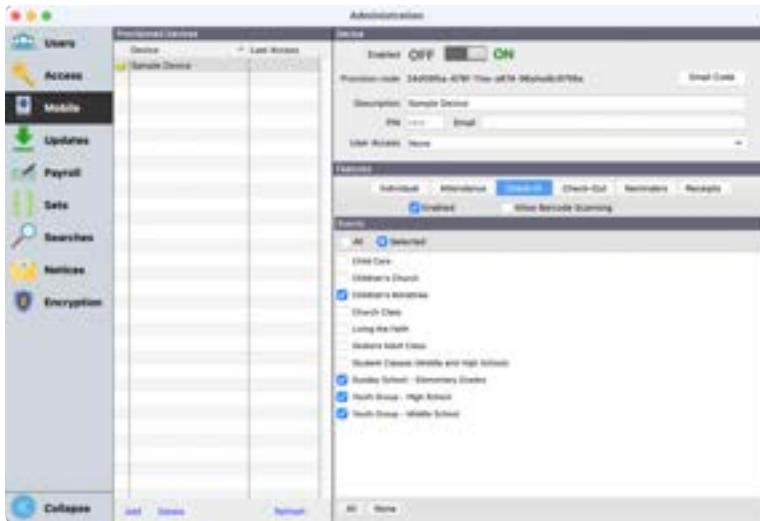 Administration
Users
Access
Mobile
Updates
Payroll
Sets
Searches
Notices
Encryption
Collapse
Provisioned Devices
Device
Last Access
Sample Device
Add
Delete
Refresh
Device
Enabled OFF ON
Provision code
Email Code
Description Sample Device
PIN
Email
User Access None
Features
Individual Attendance Check-In Check-Out Reminders Receipts
Enabled
Allow Barcode Scanning
Events
All Selected
Child Care
Children's Church
Children's Ministries
Church Class
Living the Faith
Seekers Adult Class
Student Classes (Middle and High School)
Sunday School - Elementary Grades
Youth Group - High School
Youth Group - Middle School
All None